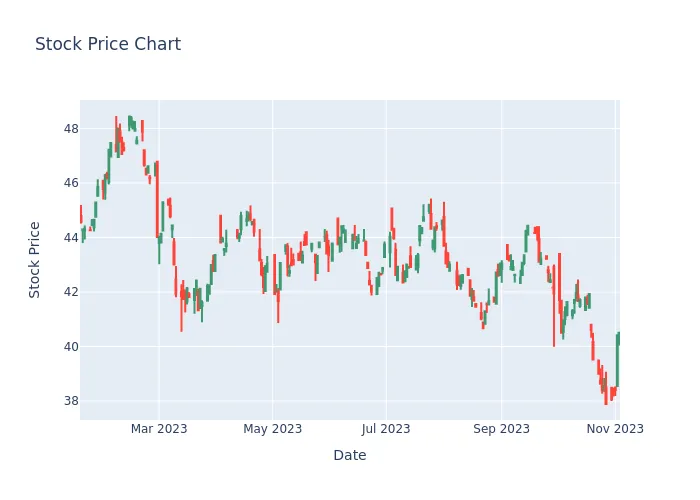 Stock Price Chart
Stock Price
48
46
44
42
40
38
Mar 2023
May 2023
Jul 2023
Sep 2023
Nov 2023
Date